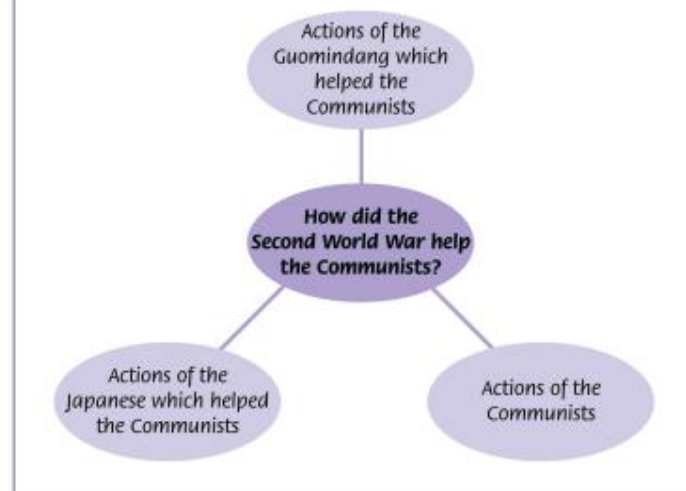 Actions of the
Guomindang which
helped the
Communists
How did the
Second World War help
the Communists?
Actions of the
Japanese which helped
the Communists
Actions of the
Communists